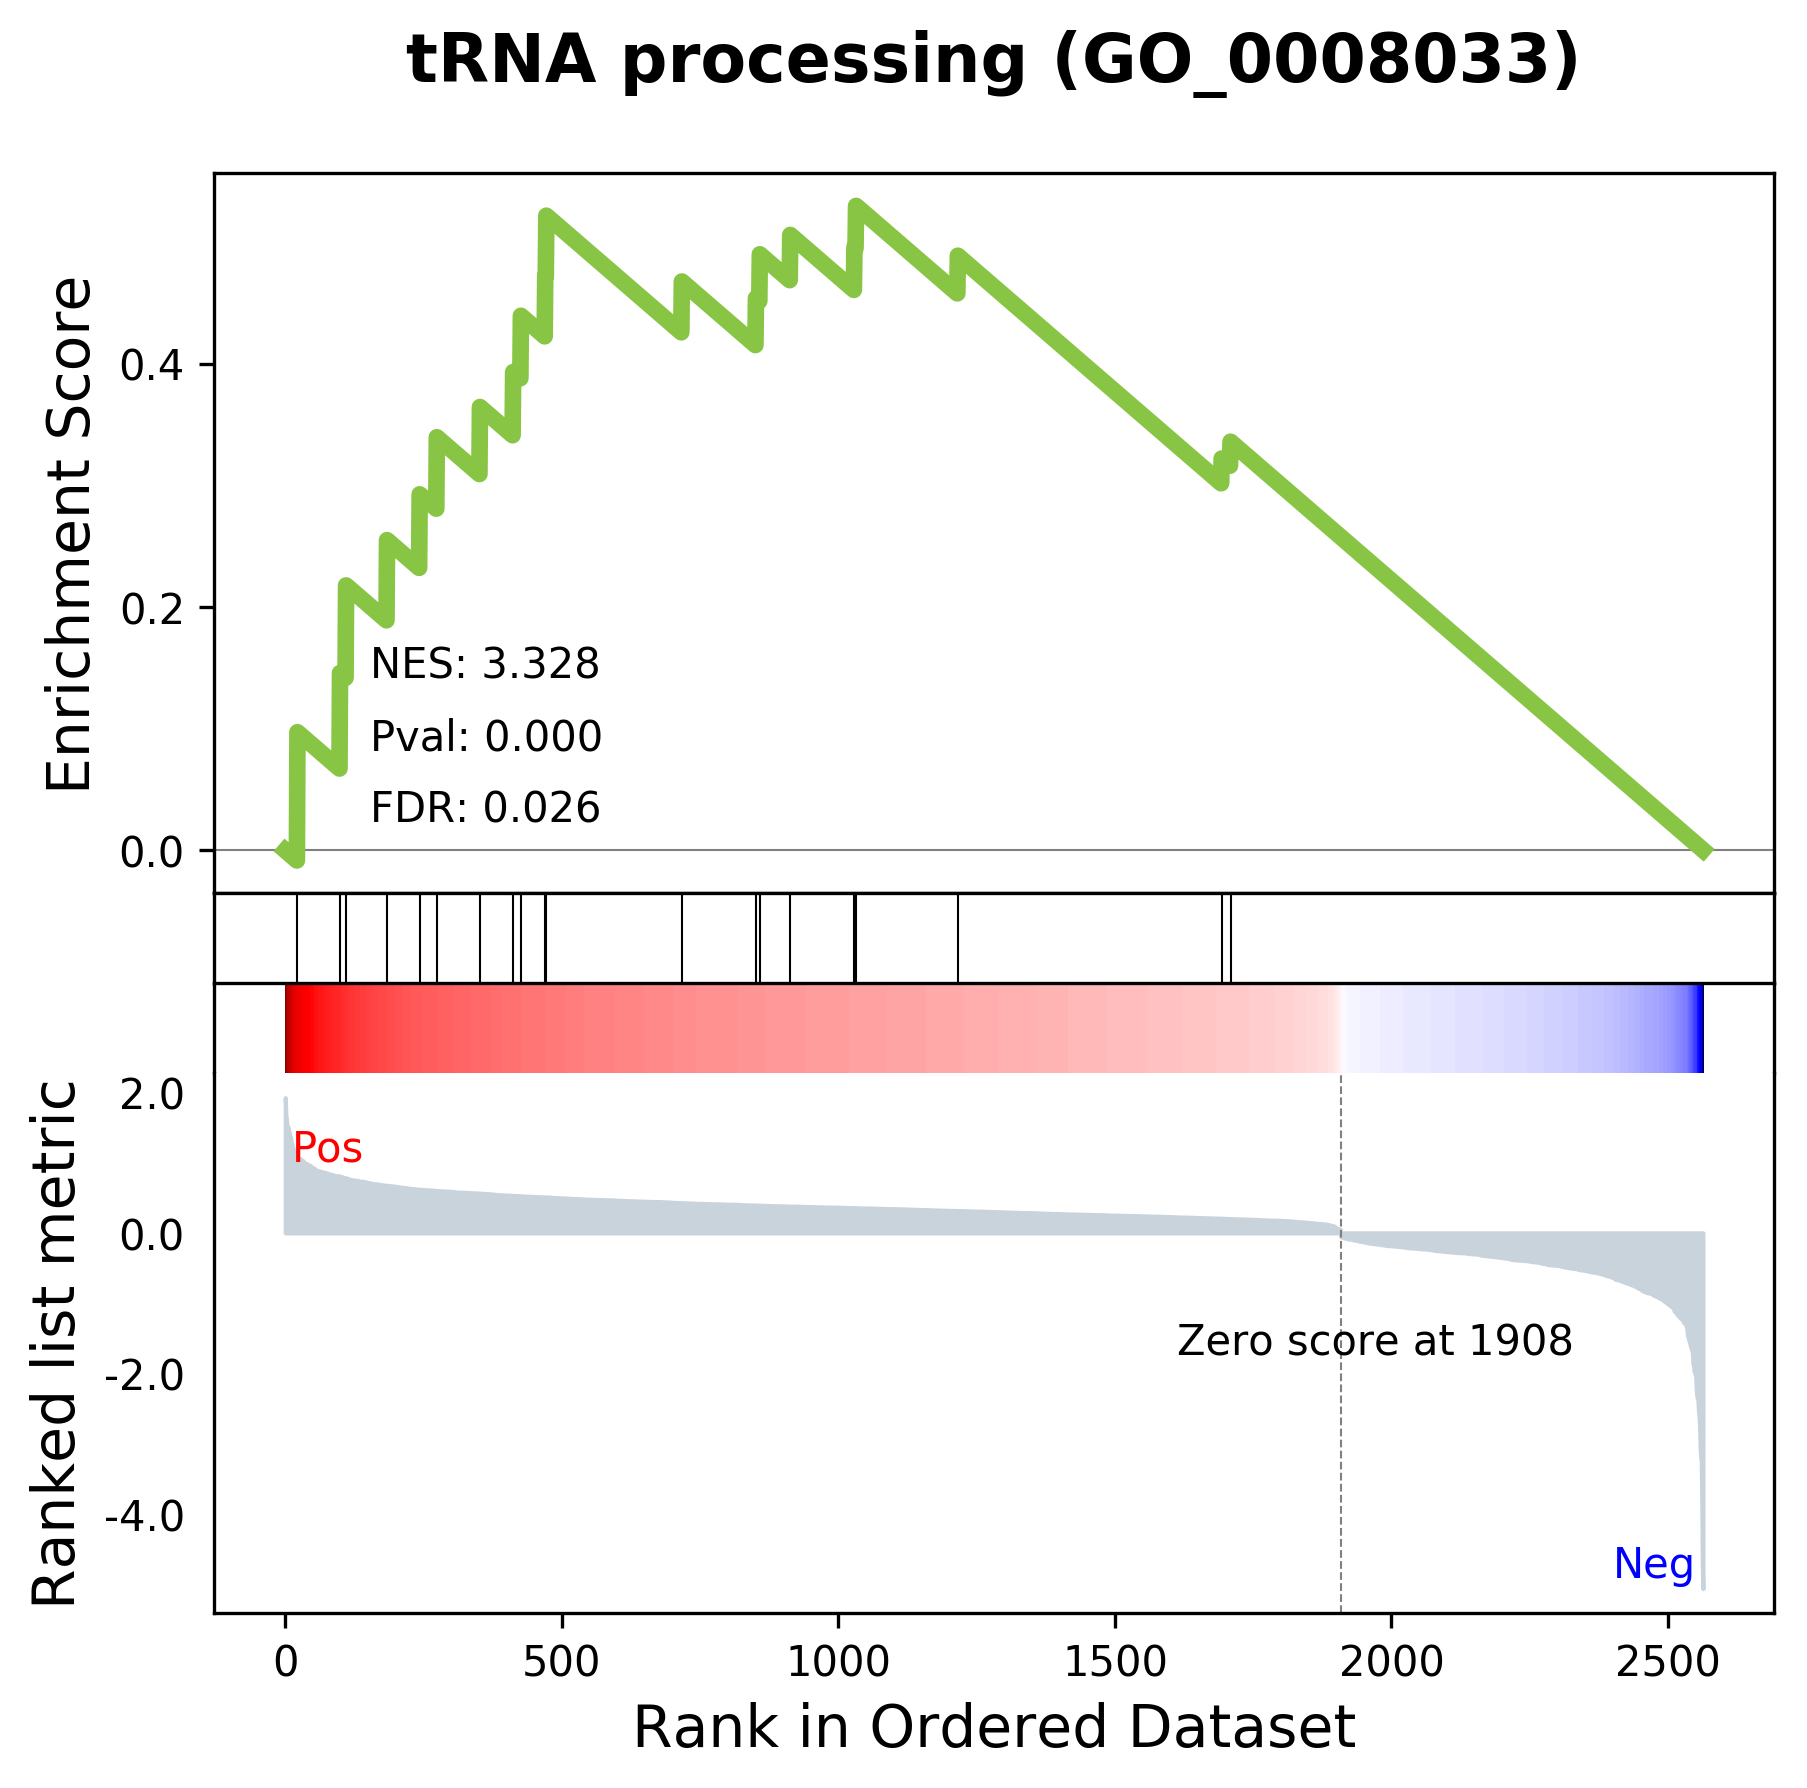 tRNA processing (GO_0008033)
Enrichment Score
0.4
0.2
0.0
NES: 3.328
Pval: 0.000
FDR: 0.026
Ranked list metric
2.0
0.0
-2.0
-4.0
Pos
Zero score at 1908
Neg
0 500 1000 1500 2000 2500
Rank in Ordered Dataset